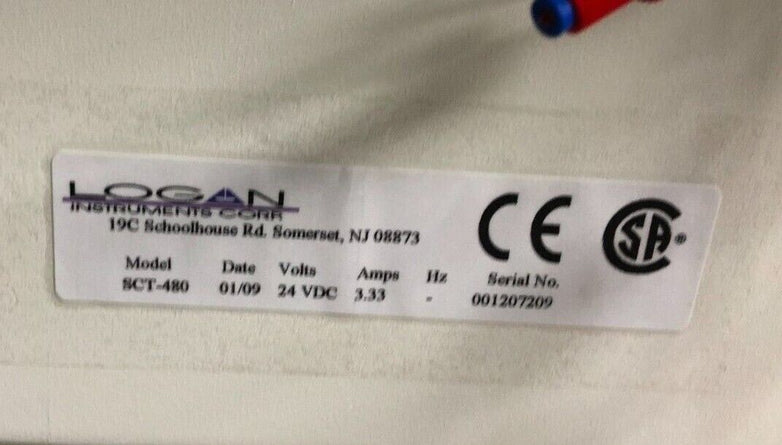 LOGAN
INSTRUMENTS CORP
19C Schoolhouse Rd. Somerset, NJ 08873
CE
SA®
Model Date Volts Amps Hz Serial No.
SCT-480 01/09 24 VDC 3.33 - 001207209